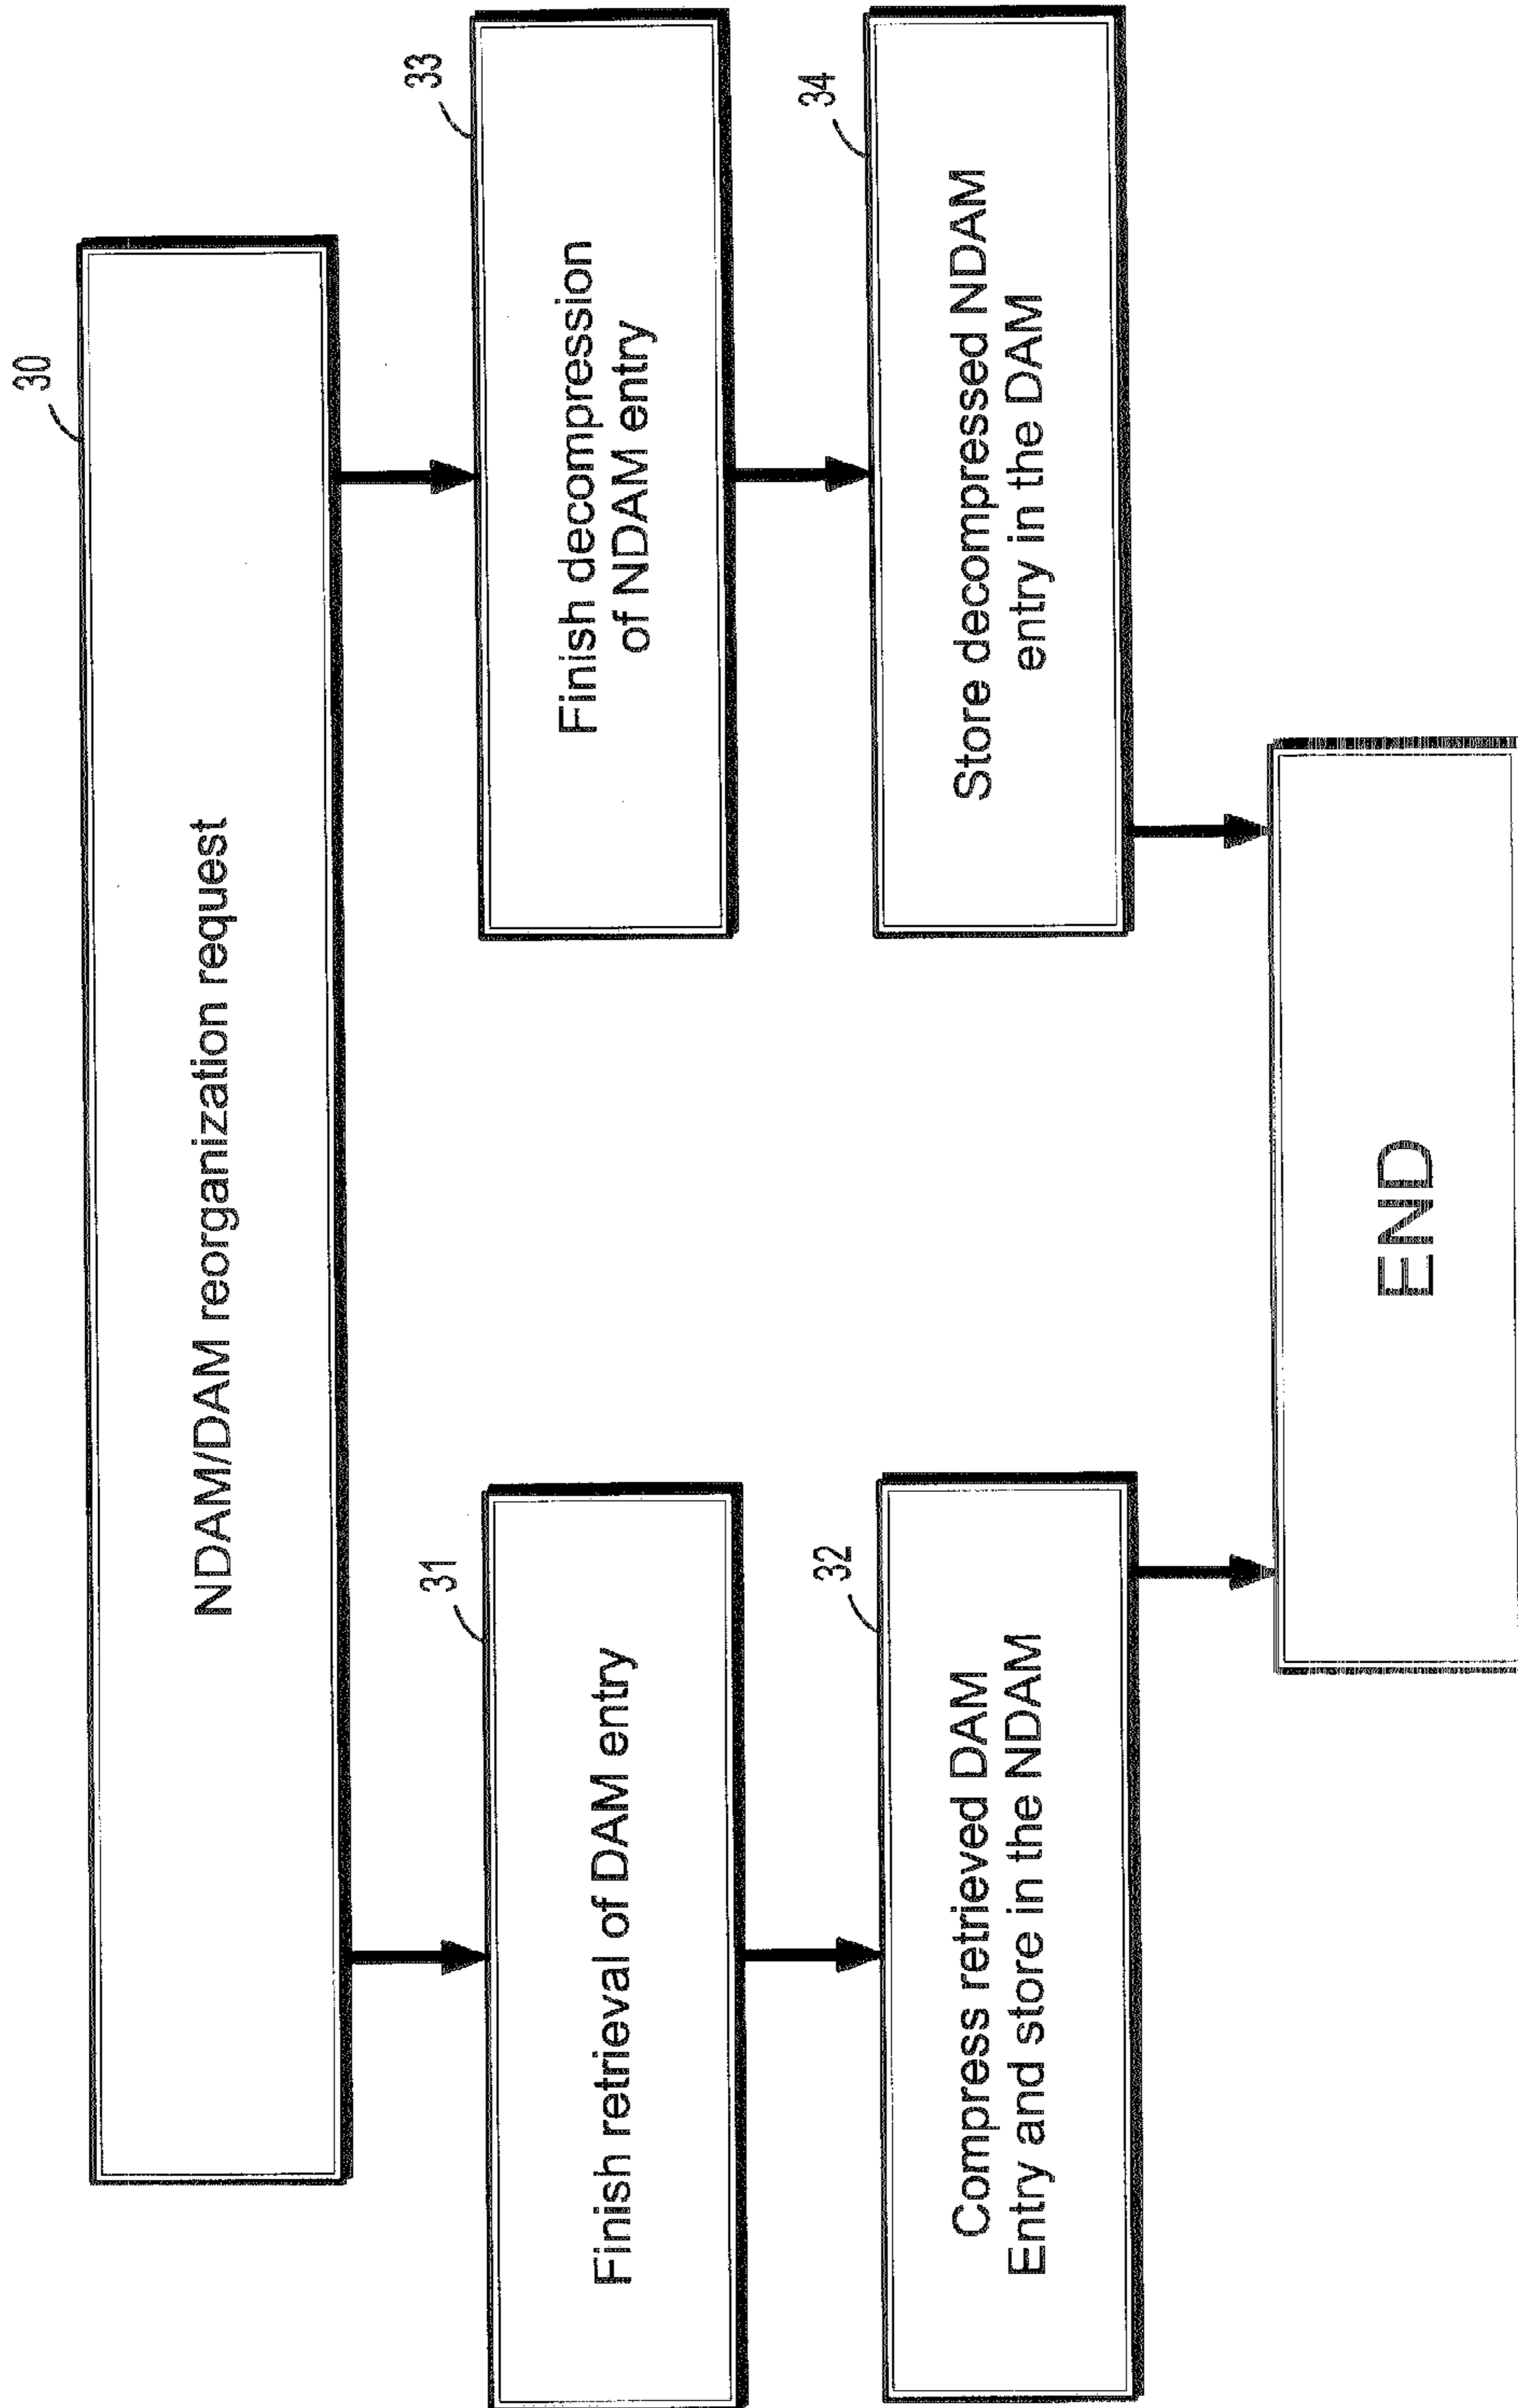 30
NDAM/DAM reorganization request
31
Finish retrieval of DAM entry
33
Finish decompression
of NDAM entry
32
Compress retrieved DAM
Entry and store in the NDAM
34
Store decompressed NDAM
entry in the DAM
END